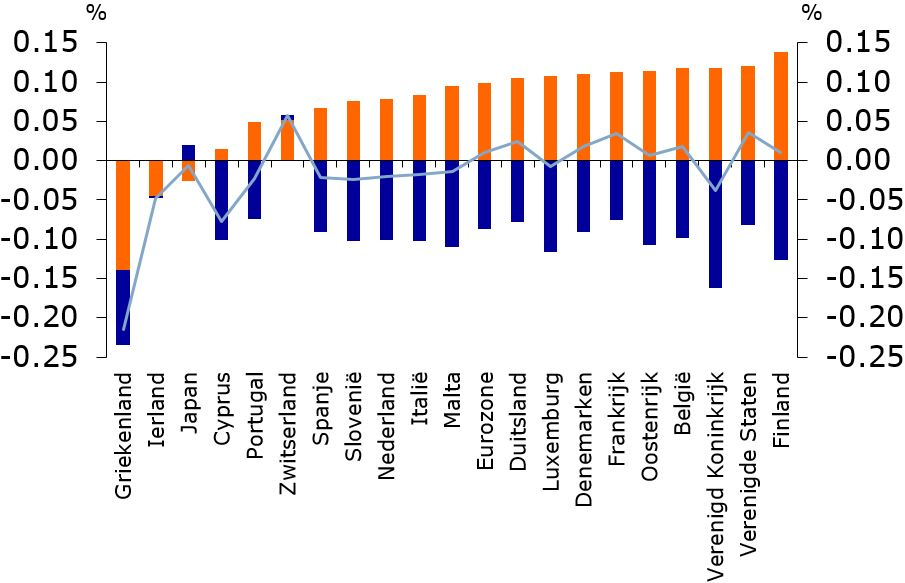 %
%
0.15
0.15
0.10
0.10
0.05
0.05
0.00
0.00
-0.05
-0.05
-0.10
-0.10
-0.15
-0.15
-0.20
-0.20
-0.25
-0.25
Griekenland
Ierland
Japan
Cyprus
Portugal
Zwitserland
Spanje
Slovenië
Nederland
Italië
Malta
Eurozone
Duitsland
Luxemburg
Denemarken
Frankrijk
Oostenrijk
België
Verenigd Koninkrijk
Verenigde Staten
Finland